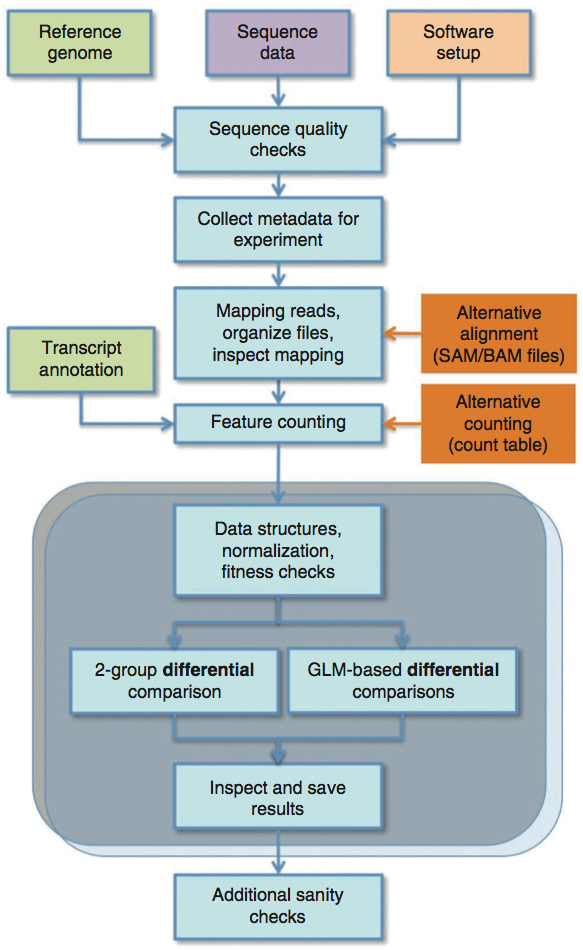 Reference
genome
Sequence
data
Software
setup
Sequence quality
checks
Collect metadata for
experiment
Mapping reads,
organize files,
inspect mapping
Alternative
alignment
(SAM/BAM files)
Transcript
annotation
Feature counting
Alternative
counting
(count table)
Data structures,
normalization,
fitness checks
2-group differential
comparison
GLM-based differential
comparisons
Inspect and save
results
Additional sanity
checks